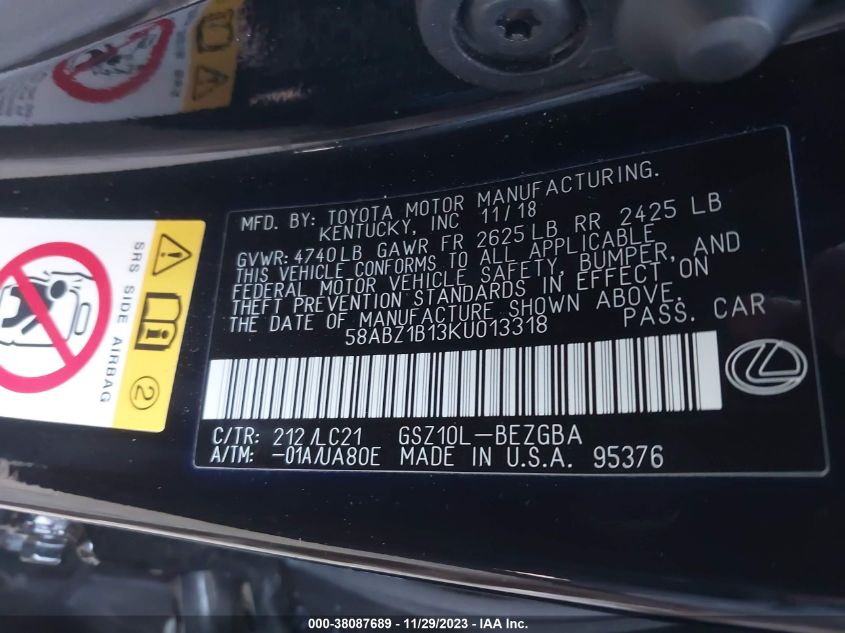 MFD. BY: TOYOTA MOTOR MANUFACTURING.
KENTUCKY, INC 11/18
GVWR: 4740LB GAWR FR 2625 LB RR 2425 LB
THIS VEHICLE CONFORMS TO ALL APPLICABLE
FEDERAL MOTOR VEHICLE SAFETY, BUMPER, AND
THEFT PREVENTION STANDARDS IN EFFECT ON
THE DATE OF MANUFACTURE SHOWN ABOVE.
58ABZ1B13KU013318 PASS. CAR
C/TR: 212/LC21 GSZ10L-BEZGBA
A/TM: -01A/UA80E MADE IN U.S.A. 95376
SRS SIDE AIRBAG
2
000-38087689 - 11/29/2023 - IAA Inc.